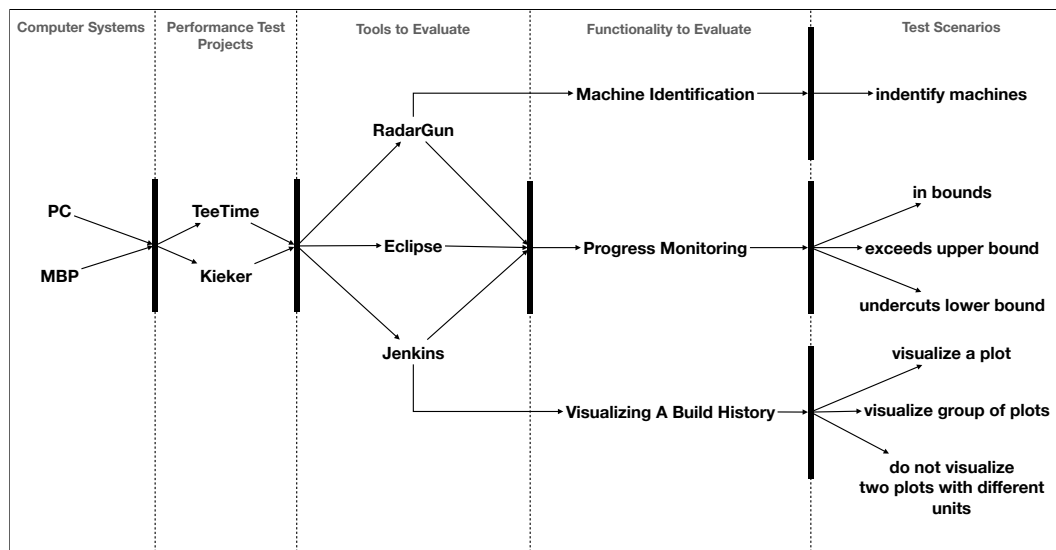 Computer Systems
Performance Test
Projects
Tools to Evaluate
Functionality to Evaluate
Test Scenarios
PC
MBP
TeeTime
Kieker
RadarGun
Eclipse
Jenkins
Machine Identification
Progress Monitoring
Visualizing A Build History
indentify machines
in bounds
exceeds upper bound
undercuts lower bound
visualize a plot
visualize group of plots
do not visualize
two plots with different
units